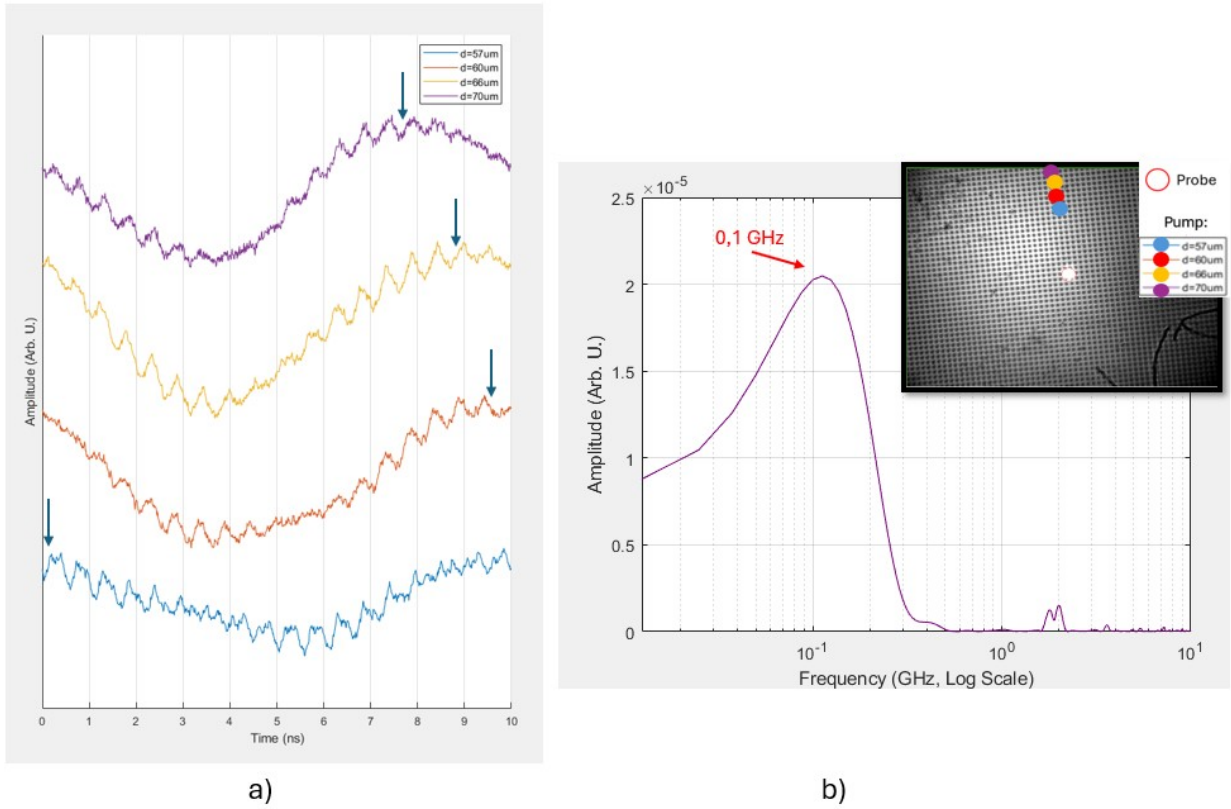 d=57um
d=60um
d=66um
d=70um
Amplitude (Arb. U.)
0 1 2 3 4 5 6 7 8 9 10
Time (ns)
a)
× 10-5
2.5
2
1.5
1
0.5
0
0,1 GHz
Amplitude (Arb. U.)
10-1 100 101
Frequency (GHz, Log Scale)
Probe
Pump:
d=57um
d=60um
d=66um
d=70um
b)